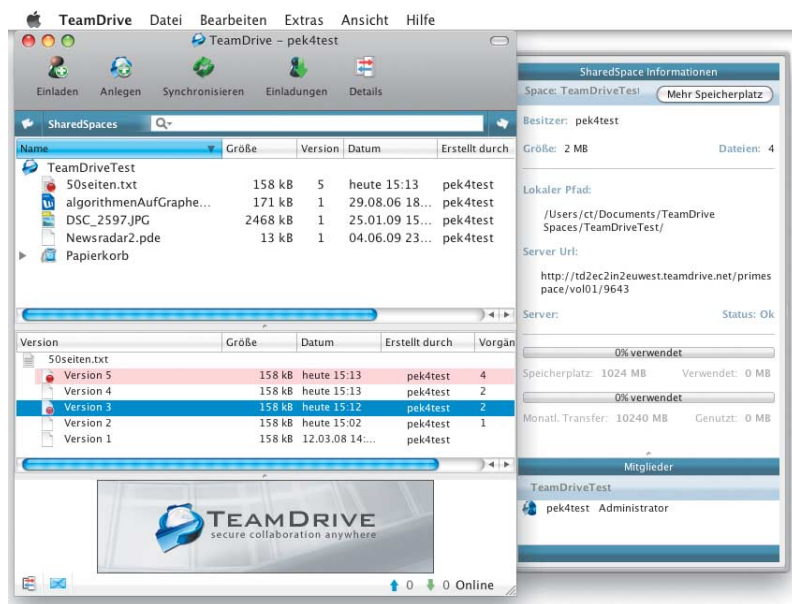 TeamDrive Datei Bearbeiten Extras Ansicht Hilfe
TeamDrive – pek4test
Einladen Anlegen Synchronisieren Einladungen Details
SharedSpaces
Name Größe Version Datum Erstellt durch
TeamDriveTest
50seiten.txt 158 kB 5 heute 15:13 pek4test
algorithmenAufGraphe... 171 kB 1 29.08.06 18... pek4test
DSC_2597.JPG 2468 kB 1 25.01.09 15... pek4test
Newsradar2.pde 13 kB 1 04.06.09 23... pek4test
Papierkorb
Version Größe Datum Erstellt durch Vorgän
50seiten.txt
Version 5 158 kB heute 15:13 pek4test 4
Version 4 158 kB heute 15:13 pek4test 2
Version 3 158 kB heute 15:12 pek4test 2
Version 2 158 kB heute 15:02 pek4test 1
Version 1 158 kB 12.03.08 14:... pek4test
TEAMDRIVE
secure collaboration anywhere
0 0 Online
SharedSpace Informationen
Space: TeamDriveTest Mehr Speicherplatz
Besitzer: pek4test
Größe: 2 MB Dateien: 4
Lokaler Pfad:
/Users/ct/Documents/TeamDrive
Spaces/TeamDriveTest/
Server Url:
http://td2ec2in2euwest.teamdrive.net/primes
pace/vol01/9643
Server: Status: Ok
0% verwendet
Speicherplatz: 1024 MB Verwendet: 0 MB
0% verwendet
Monatl. Transfer: 10240 MB Genutzt: 0 MB
Mitglieder
TeamDriveTest
pek4test Administrator